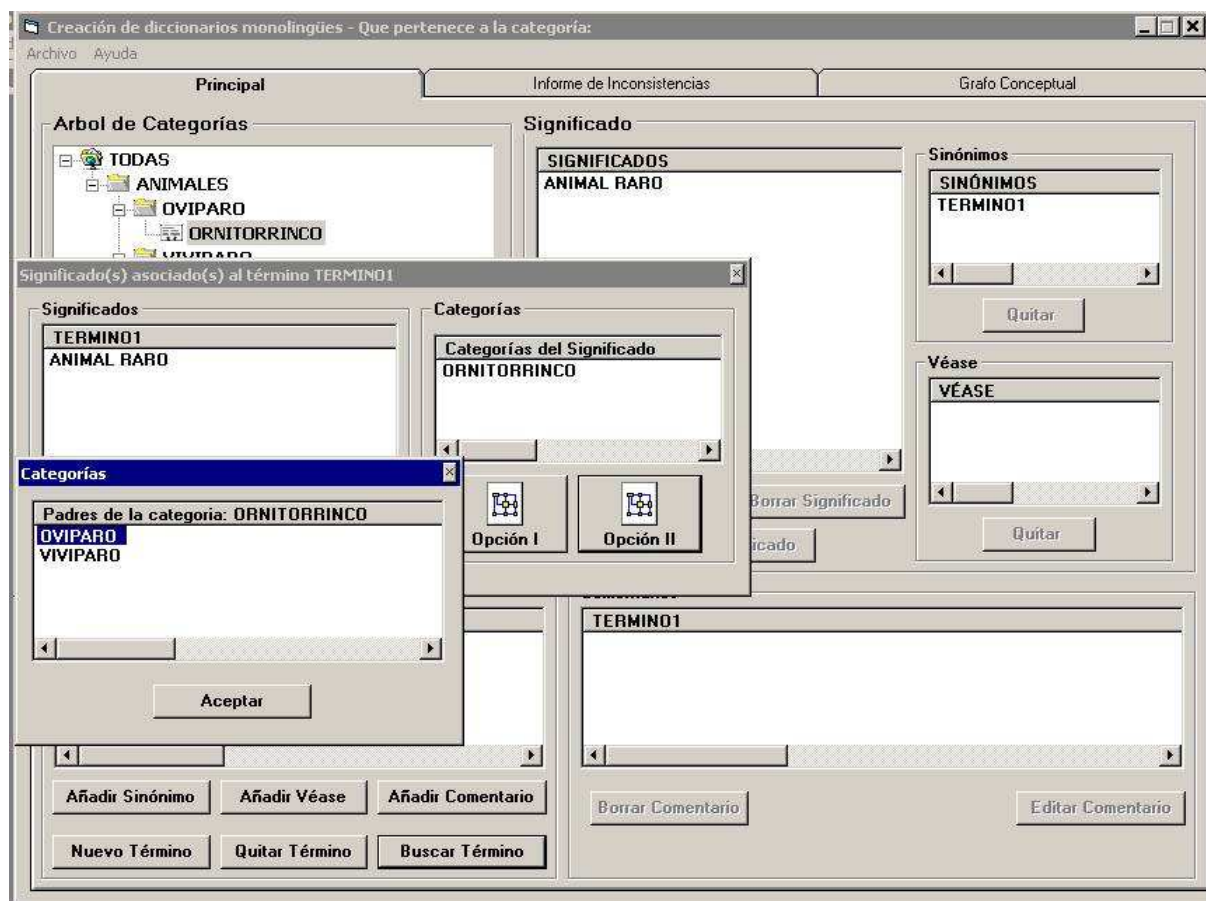 Creación de diccionarios monolingües - Que pertenece a la categoría:
Archivo Ayuda
Principal
Informe de Inconsistencias
Grafo Conceptual
Arbol de Categorías
TODAS
ANIMALES
OVIPARO
ORNITORRINCO
VIVIPARO
Significado
SIGNIFICADOS
ANIMAL RARO
Sinónimos
SINÓNIMOS
TERMINO1
Quitar
Véase
VÉASE
Quitar
Borrar Significado
Significado(s) asociado(s) al término TERMINO1
Significados
TERMINO1
ANIMAL RARO
Categorías
Categorías del Significado
ORNITORRINCO
Opción I
Opción II
Categorías
Padres de la categoria: ORNITORRINCO
OVIPARO
VIVIPARO
Aceptar
TERMINO1
Añadir Sinónimo
Añadir Véase
Añadir Comentario
Nuevo Término
Quitar Término
Buscar Término
Borrar Comentario
Editar Comentario